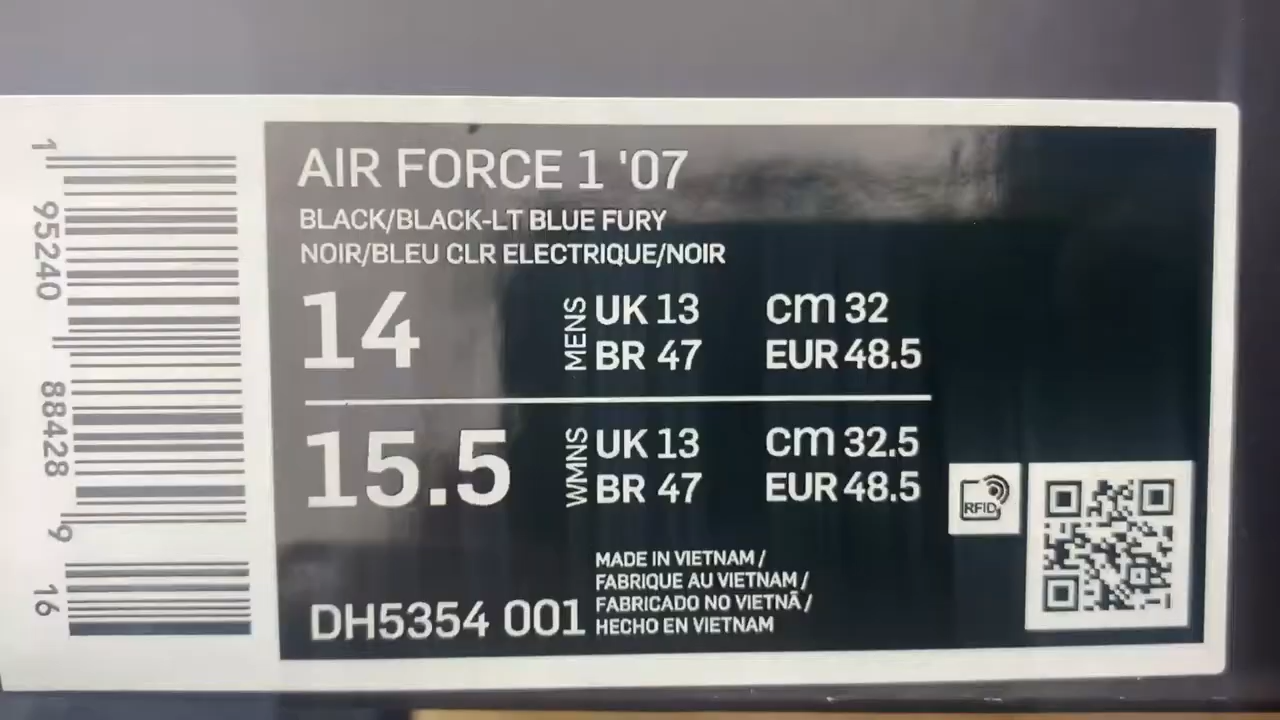 AIR FORCE 1 '07
BLACK/BLACK-LT BLUE FURY
NOIR/BLEU CLR ELECTRIQUE/NOIR
14 MENS UK 13 cm 32
BR 47 EUR 48.5
15.5 WMNS UK 13 cm 32.5
BR 47 EUR 48.5
RFID
MADE IN VIETNAM /
FABRIQUE AU VIETNAM /
FABRICADO NO VIETNÃ /
HECHO EN VIETNAM
DH5354 001
1 95240 88428 9 16